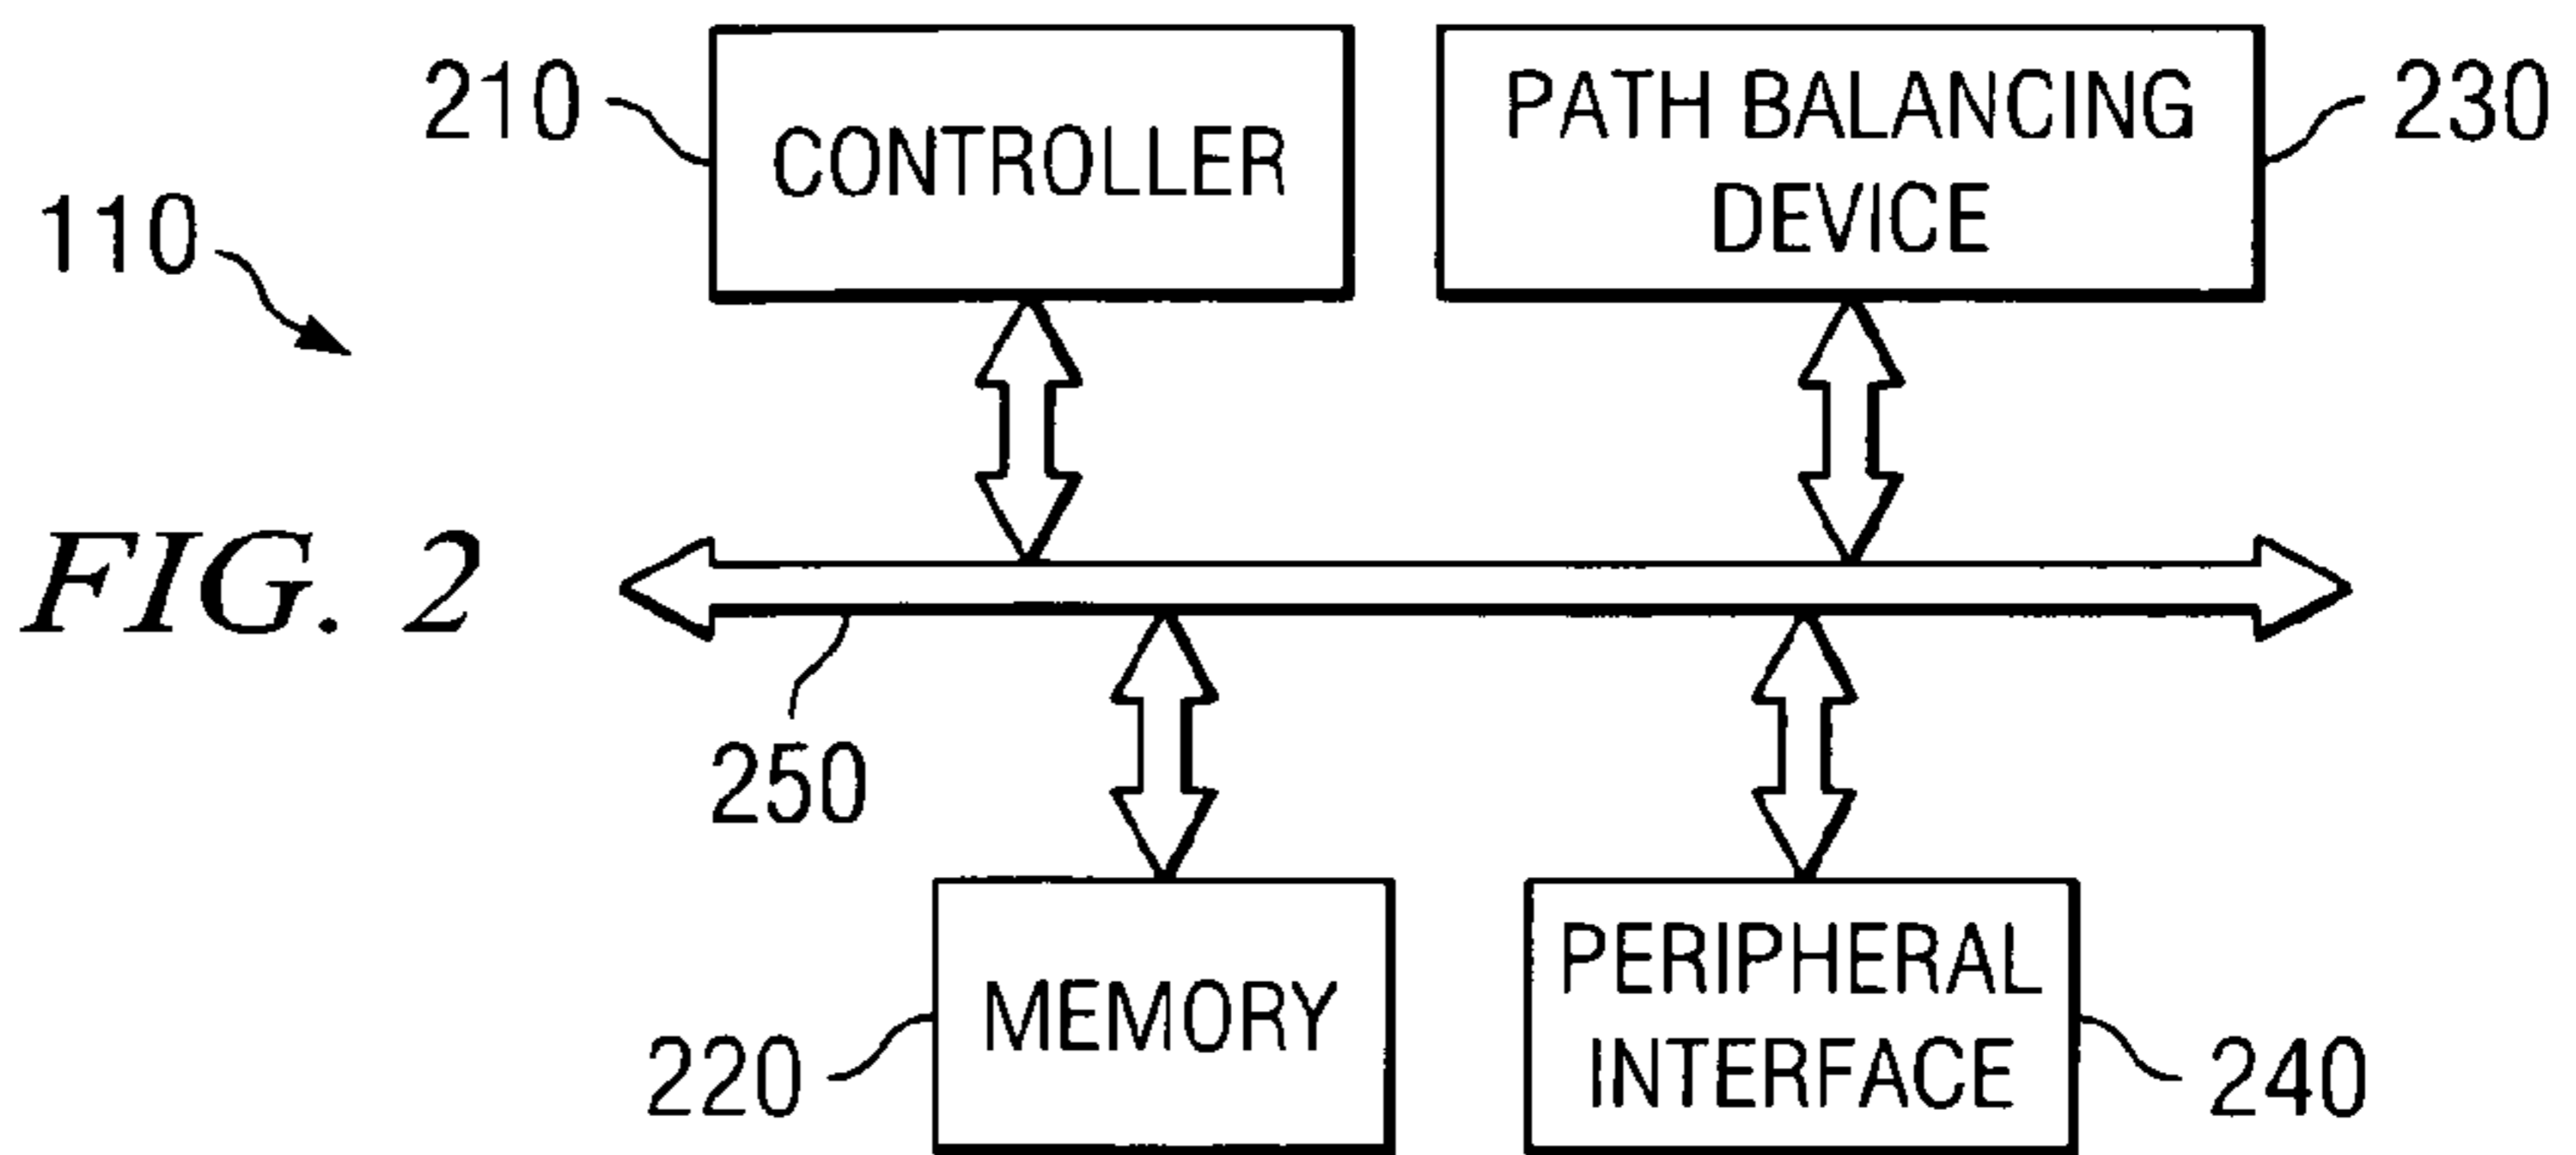 210
CONTROLLER
PATH BALANCING
DEVICE
230
110
FIG. 2
250
MEMORY
220
PERIPHERAL
INTERFACE
240